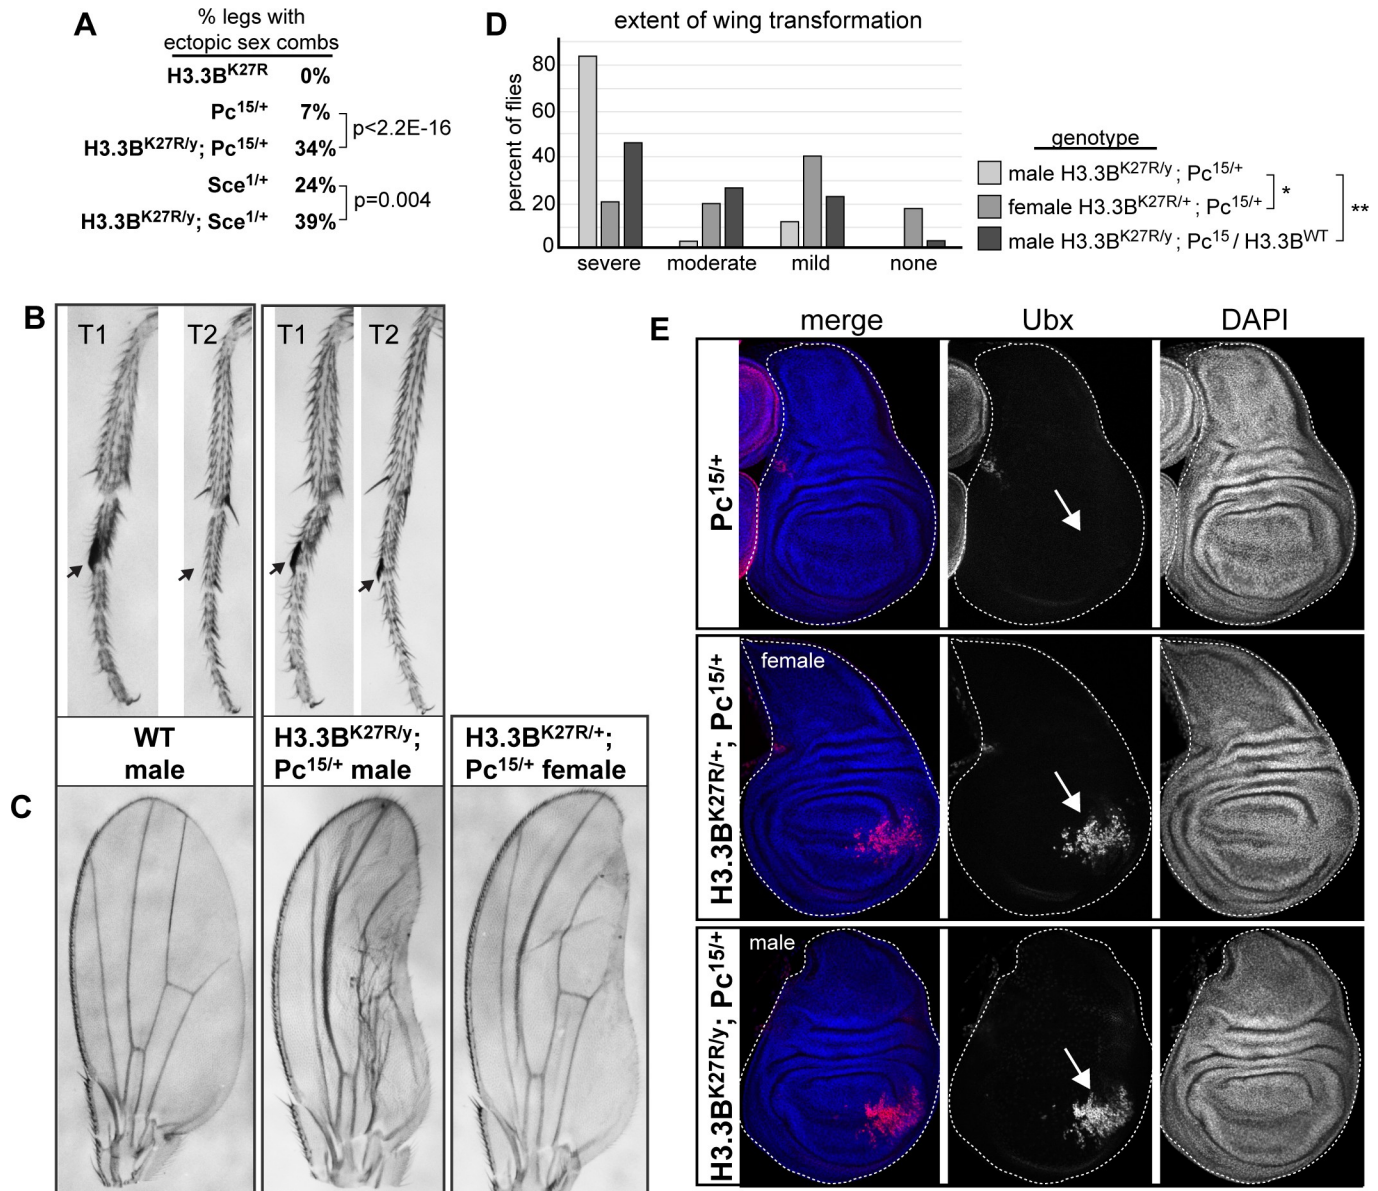 A
% legs with
ectopic sex combs
H3.3B^K27R 0%
Pc^15/+ 7%
H3.3B^K27R/y; Pc^15/+ 34%
p<2.2E-16
Sce^1/+ 24%
H3.3B^K27R/y; Sce^1/+ 39%
p=0.004
D
extent of wing transformation
percent of flies
80
60
40
20
0
severe moderate mild none
genotype
male H3.3B^K27R/y; Pc^15/+
female H3.3B^K27R/+; Pc^15/+
male H3.3B^K27R/y; Pc^15 / H3.3B^WT
*
**
B
T1 T2 T1 T2
WT
male
H3.3B^K27R/y;
Pc^15/+ male
H3.3B^K27R/+;
Pc^15/+ female
C
E
merge Ubx DAPI
Pc^15/+
H3.3B^K27R/+; Pc^15/+
female
H3.3B^K27R/y; Pc^15/+
male